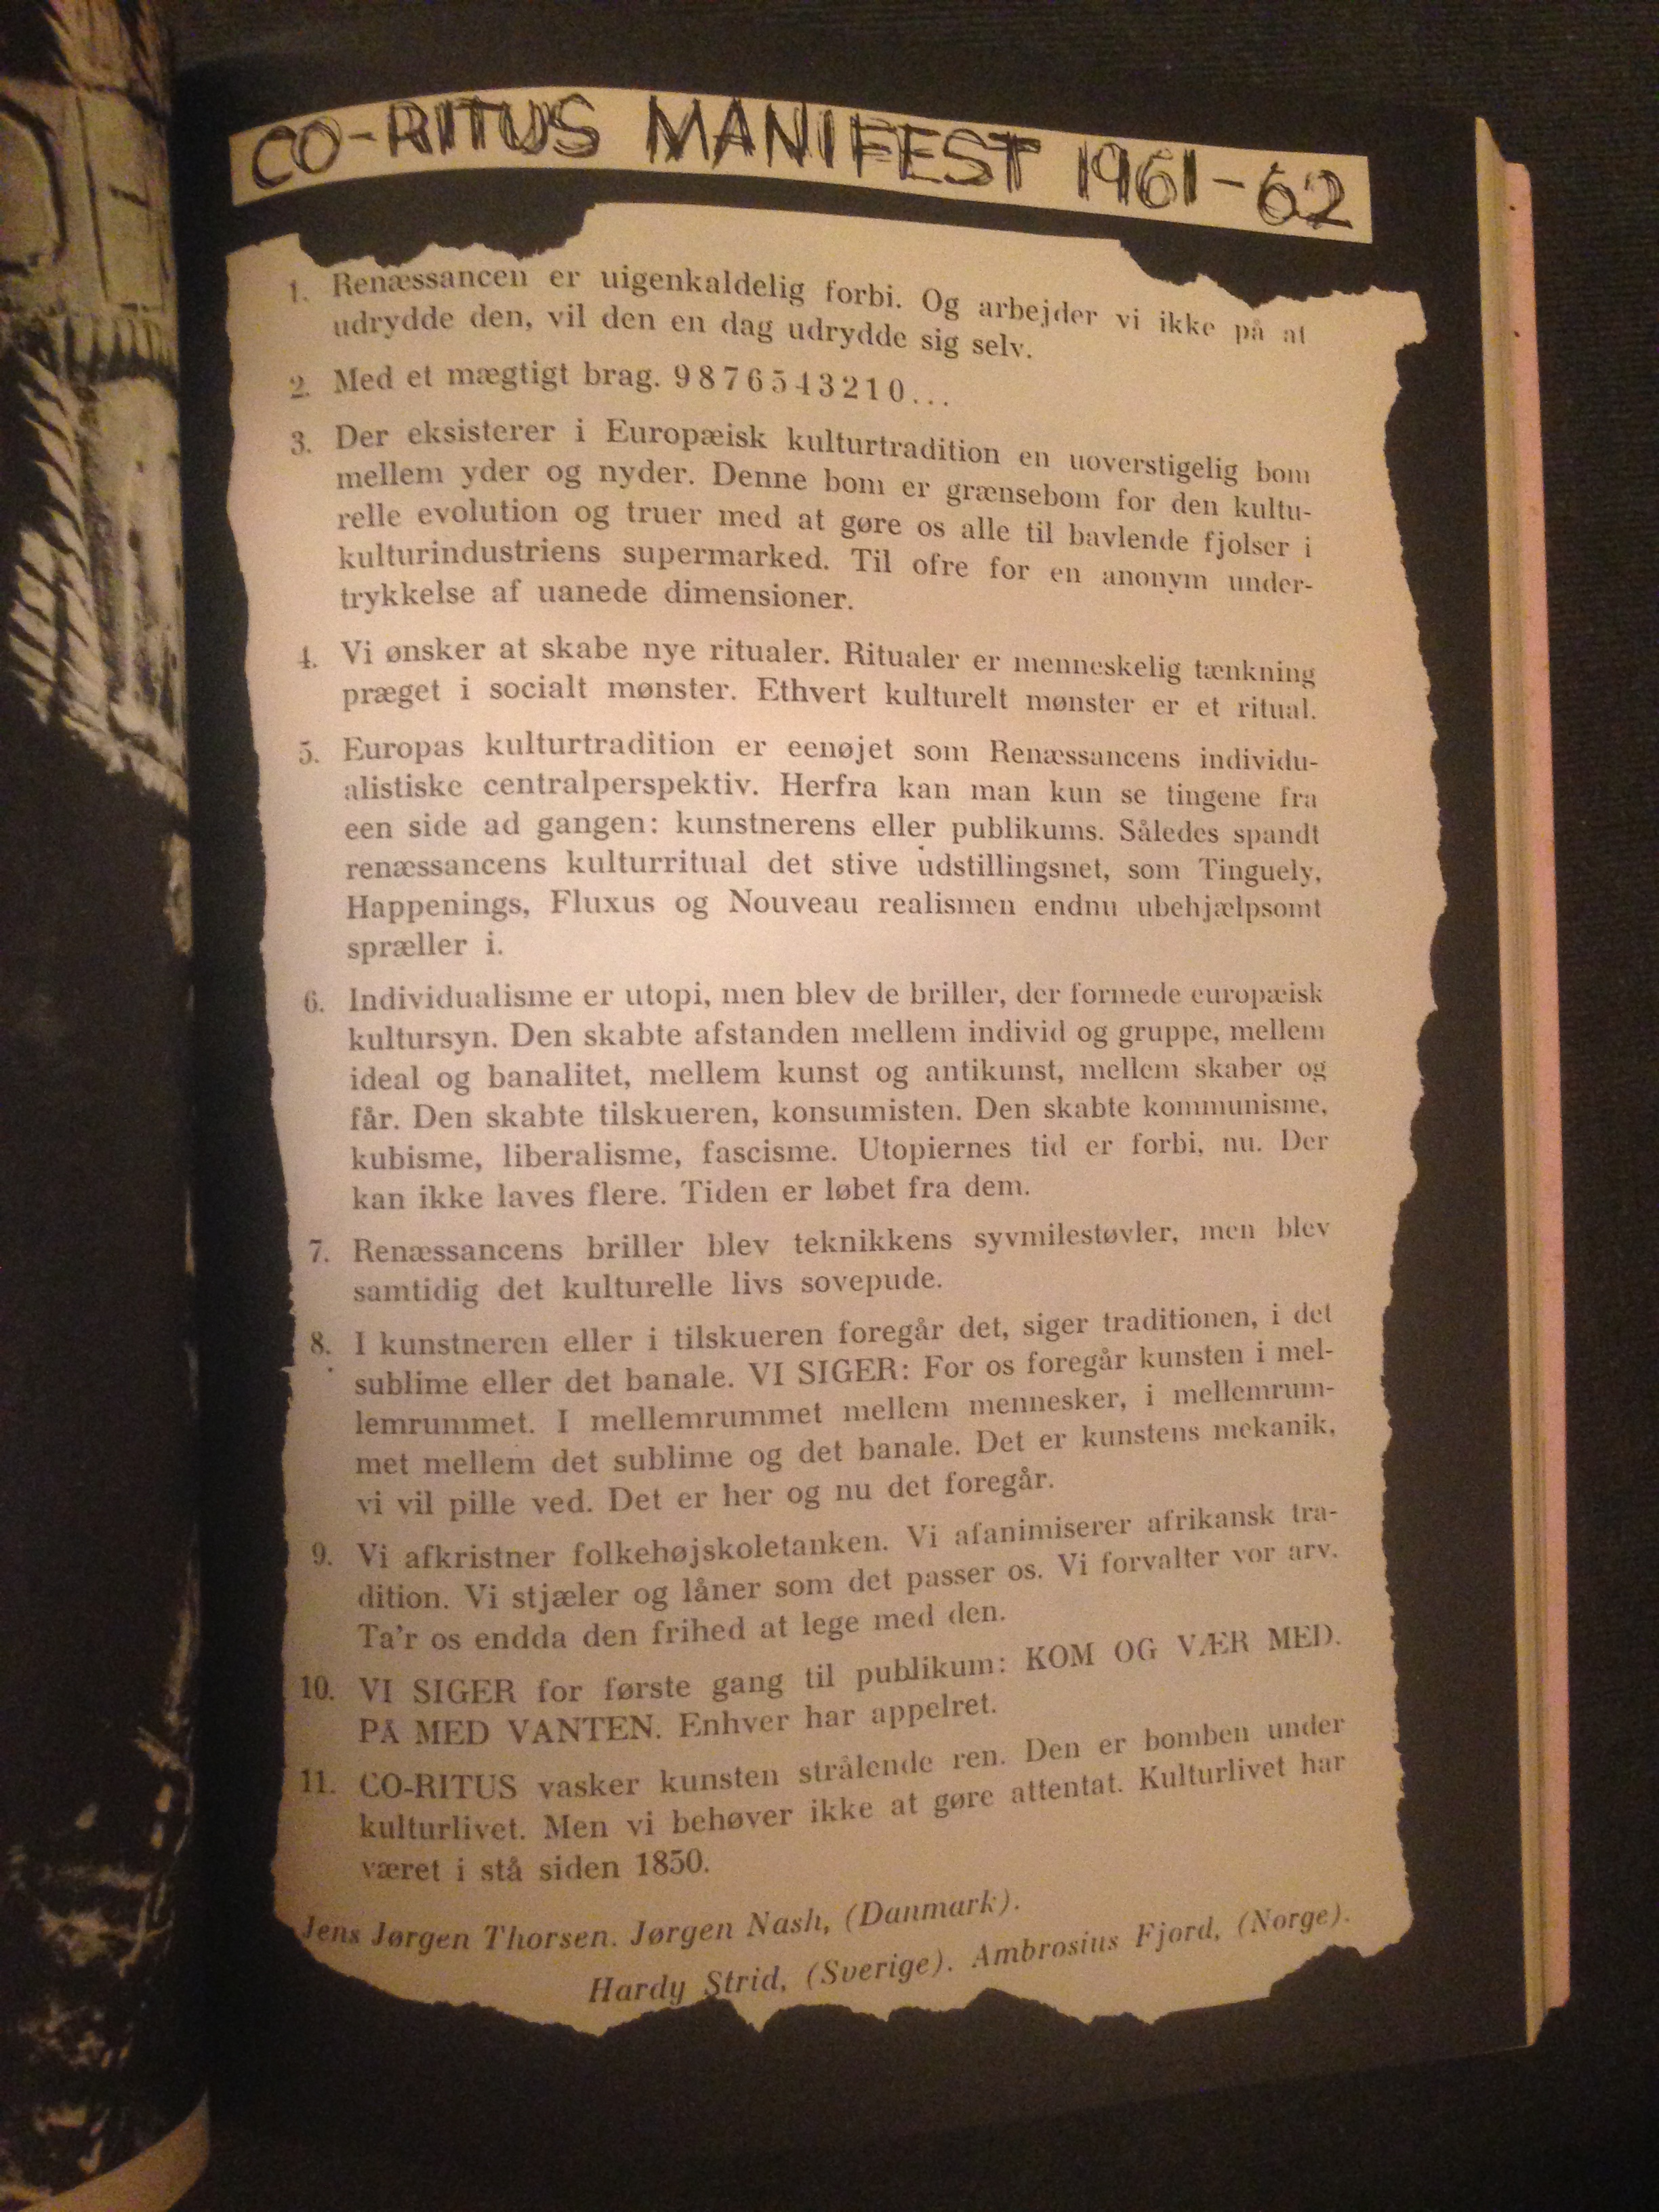 CO-RITUS MANIFEST 1961-62
1. Renæssancen er uigenkaldelig forbi. Og arbejder vi ikke på at
udrydde den, vil den en dag udrydde sig selv.
2. Med et mægtigt brag. 9 8 7 6 5 4 3 2 1 0 . . .
3. Der eksisterer i Europæisk kulturtradition en uoverstigelig bom
mellem yder og nyder. Denne bom er grænsebom for den kultu-
relle evolution og truer med at gøre os alle til bavlende fjolser i
kulturindustriens supermarked. Til ofre for en anonym under-
trykkelse af uanede dimensioner.
4. Vi ønsker at skabe nye ritualer. Ritualer er menneskelig tænkning
præget i socialt mønster. Ethvert kulturelt mønster er et ritual.
5. Europas kulturtradition er eenøjet som Renæssancens individu-
alistiske centralperspektiv. Herfra kan man kun se tingene fra
een side ad gangen: kunstnerens eller publikums. Således spandt
renæssancens kulturritual det stive udstillingsnet, som Tinguely,
Happenings, Fluxus og Nouveau realismen endnu ubehjælpsomt
spræller i.
6. Individualisme er utopi, men blev de briller, der formede europæisk
kultursyn. Den skabte afstanden mellem individ og gruppe, mellem
ideal og banalitet, mellem kunst og antikunst, mellem skaber og
får. Den skabte tilskueren, konsumisten. Den skabte kommunisme,
kubisme, liberalisme, fascisme. Utopiernes tid er forbi, nu. Der
kan ikke laves flere. Tiden er løbet fra dem.
7. Renæssancens briller blev teknikkens syvmilestøvler, men blev
samtidig det kulturelle livs sovepude.
8. I kunstneren eller i tilskueren foregår det, siger traditionen, i det
sublime eller det banale. VI SIGER: For os foregår kunsten i mel-
lemrummet. I mellemrummet mellem mennesker, i mellemrum-
met mellem det sublime og det banale. Det er kunstens mekanik,
vi vil pille ved. Det er her og nu det foregår.
9. Vi afkristner folkehøjskoletanken. Vi afanimiserer afrikansk tra-
dition. Vi stjæler og låner som det passer os. Vi forvalter vor arv.
Ta'r os endda den frihed at lege med den.
10. VI SIGER for første gang til publikum: KOM OG VÆR MED.
PÅ MED VANTEN. Enhver har appelret.
11. CO-RITUS vasker kunsten strålende ren. Den er bomben under
kulturlivet. Men vi behøver ikke at gøre attentat. Kulturlivet har
været i stå siden 1850.
Jens Jørgen Thorsen. Jørgen Nash, (Danmark).
Hardy Strid, (Sverige). Ambrosius Fjord, (Norge).